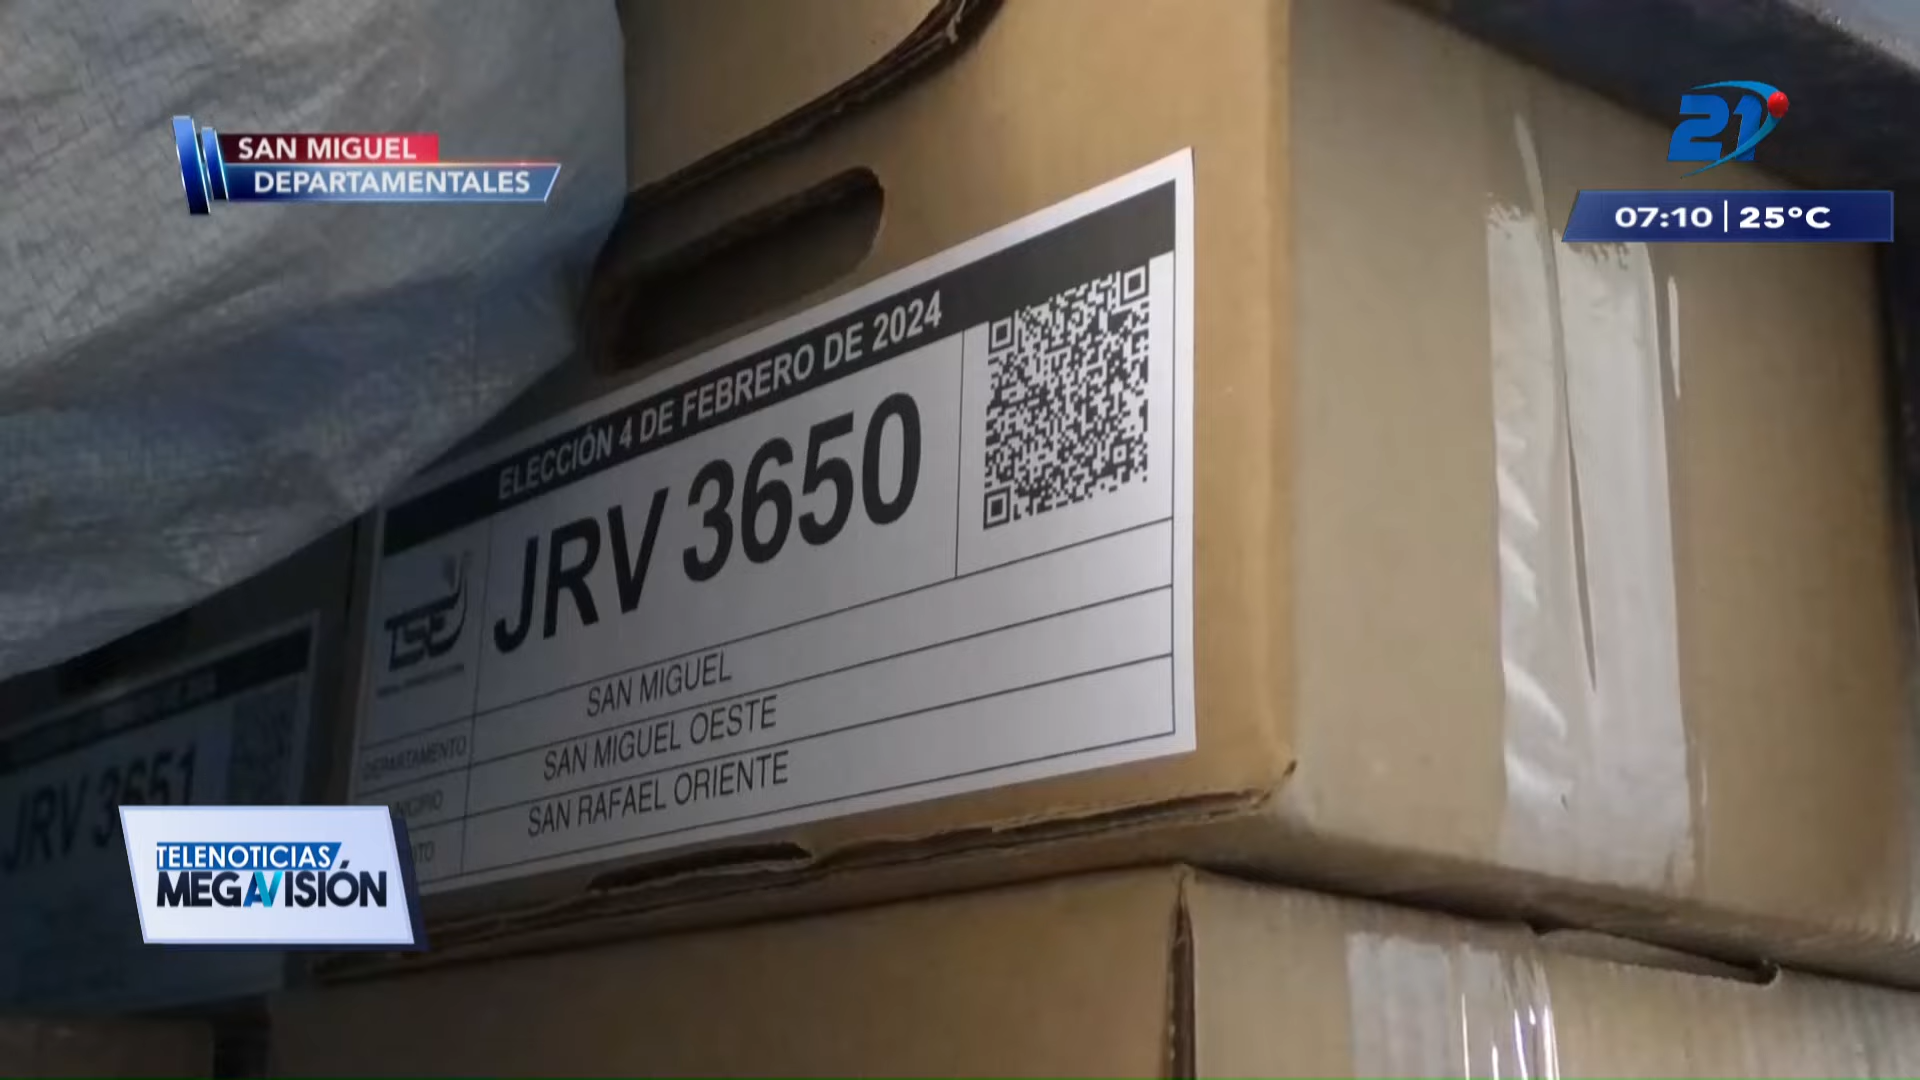 SAN MIGUEL
DEPARTAMENTALES
21
07:10 | 25°C
ELECCIÓN 4 DE FEBRERO DE 2024
JRV 3650
TSE
DEPARTAMENTO
SAN MIGUEL
SAN MIGUEL OESTE
SAN RAFAEL ORIENTE
JRV 3651
TELENOTICIAS
MEGAVISIÓN